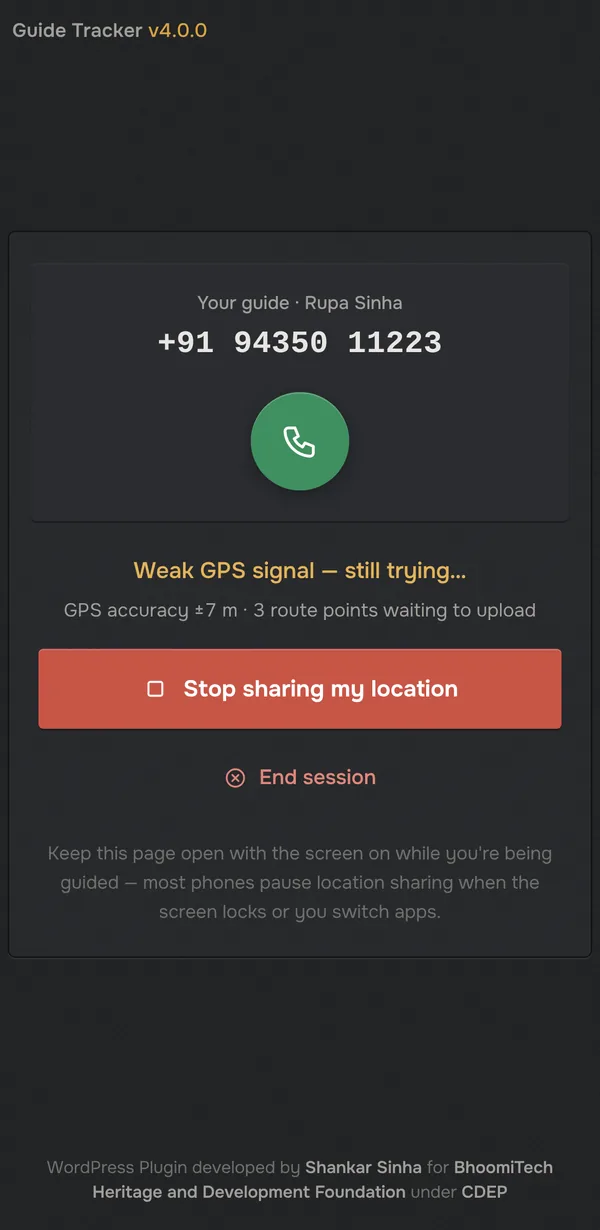 Guide Tracker v4.0.0
Your guide · Rupa Sinha
+91 94350 11223
Weak GPS signal — still trying...
GPS accuracy ±7 m · 3 route points waiting to upload
Stop sharing my location
End session
Keep this page open with the screen on while you're being
guided — most phones pause location sharing when the
screen locks or you switch apps.
WordPress Plugin developed by Shankar Sinha for BhoomiTech
Heritage and Development Foundation under CDEP